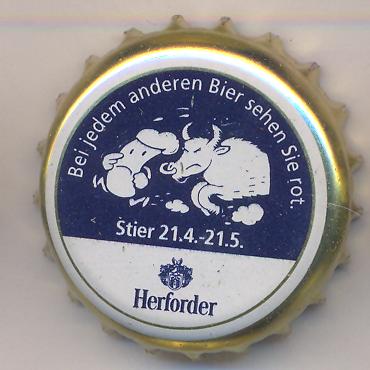 Bei jedem anderen Bier sehen Sie rot.
Stier 21.4.-21.5.
Herforder